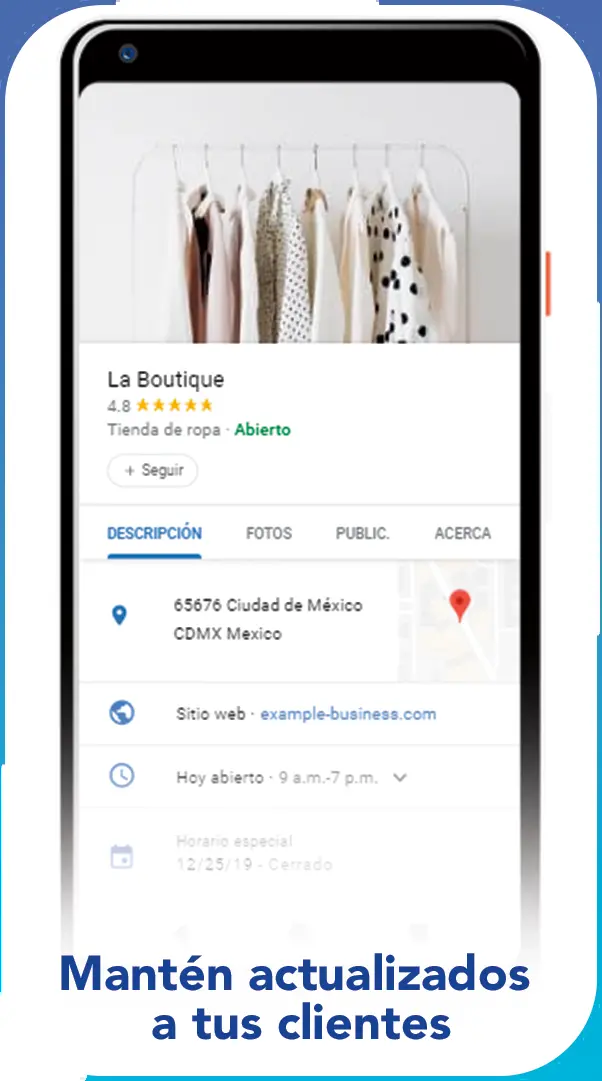 La Boutique
4.8
Tienda de ropa · Abierto
+ Seguir
DESCRIPCIÓN FOTOS PUBLIC. ACERCA
65676 Ciudad de México
CDMX Mexico
Sitio web · example-business.com
Hoy abierto · 9 a.m.-7 p.m.
Horario especial
12/25/19 - Cerrado
Mantén actualizados
a tus clientes